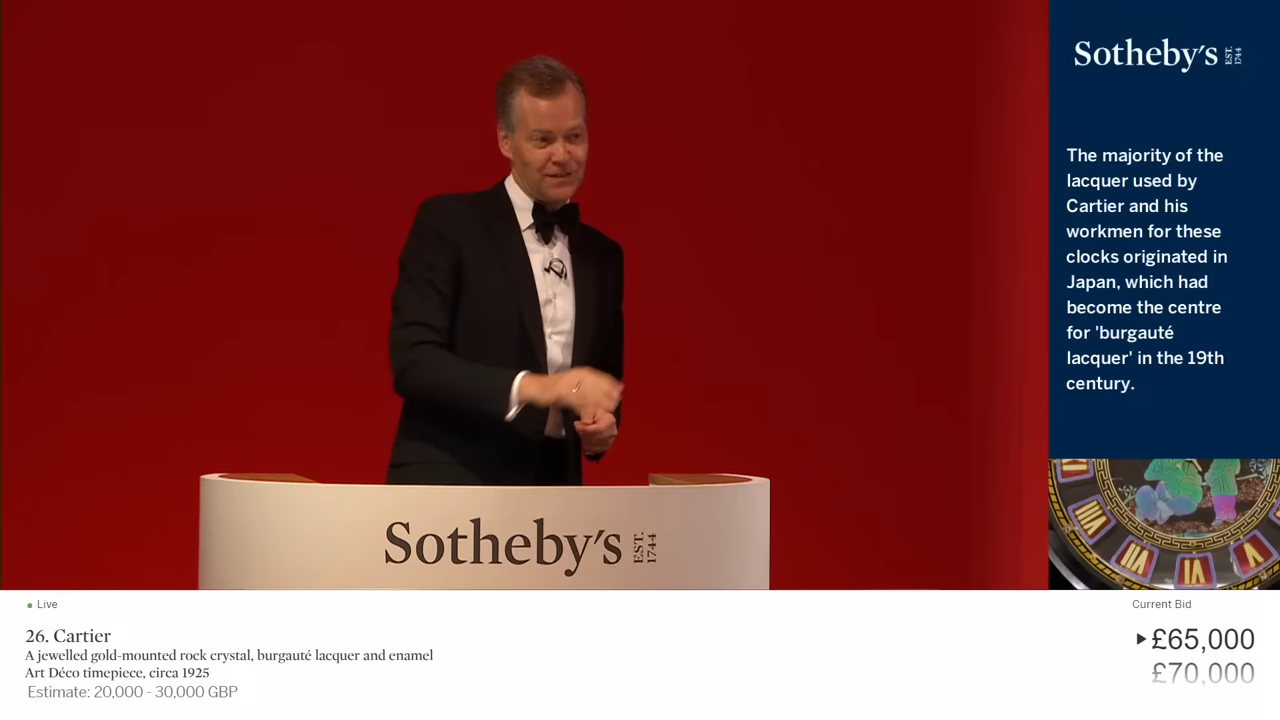 Sotheby's EST. 1744
The majority of the
lacquer used by
Cartier and his
workmen for these
clocks originated in
Japan, which had
become the centre
for 'burgauté
lacquer' in the 19th
century.
Sotheby's EST. 1744
Live
26. Cartier
A jewelled gold-mounted rock crystal, burgauté lacquer and enamel
Art Déco timepiece, circa 1925
Estimate: 20,000 - 30,000 GBP
Current Bid
£65,000
£70,000